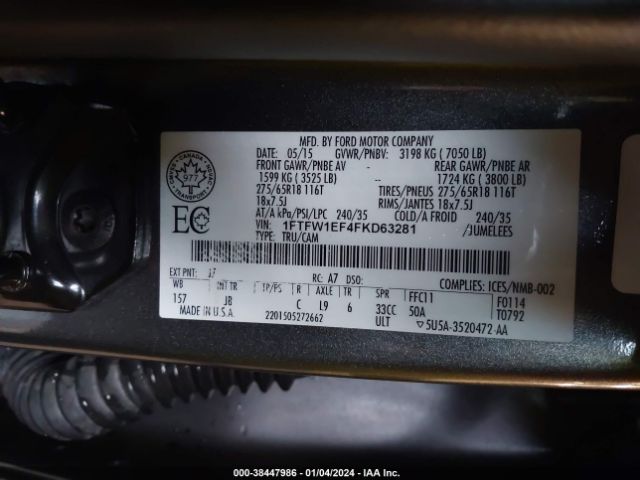 MFD. BY FORD MOTOR COMPANY
DATE: 05/15 GVWR/PNBV: 3198 KG ( 7050 LB)
FRONT GAWR/PNBE AV -- REAR GAWR/PNBE AR
1599 KG ( 3525 LB) -- 1724 KG ( 3800 LB)
275/65R18 116T TIRES/PNEUS 275/65R18 116T
18x7.5J RIMS/JANTES 18x7.5J
AT/A kPa/PSI/LPC 240/35 COLD/A FROID 240/35
VIN: 1FTFW1EF4FKD63281 /JUMELEES
TYPE: TRU/CAM
CANADA
977
EC
EXT PNT: RC: A7 DSO: COMPLIES: ICES/NMB-002
WB INT TR TP/PS R AXLE TR SPR FFC11 F0114
157 JB C L9 6 33CC 50A T0792
MADE IN U.S.A. 2201505272662 ULT ▽5U5A-3520472-AA
000-38447986 - 01/04/2024 - IAA Inc.